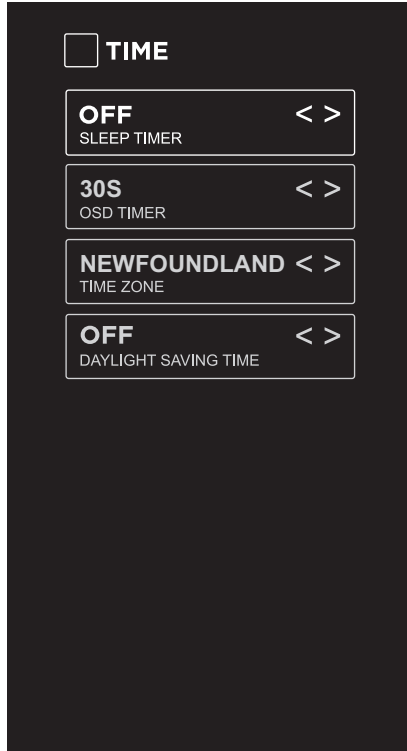 TIME
OFF < >
SLEEP TIMER
30S < >
OSD TIMER
NEWFOUNDLAND < >
TIME ZONE
OFF < >
DAYLIGHT SAVING TIME